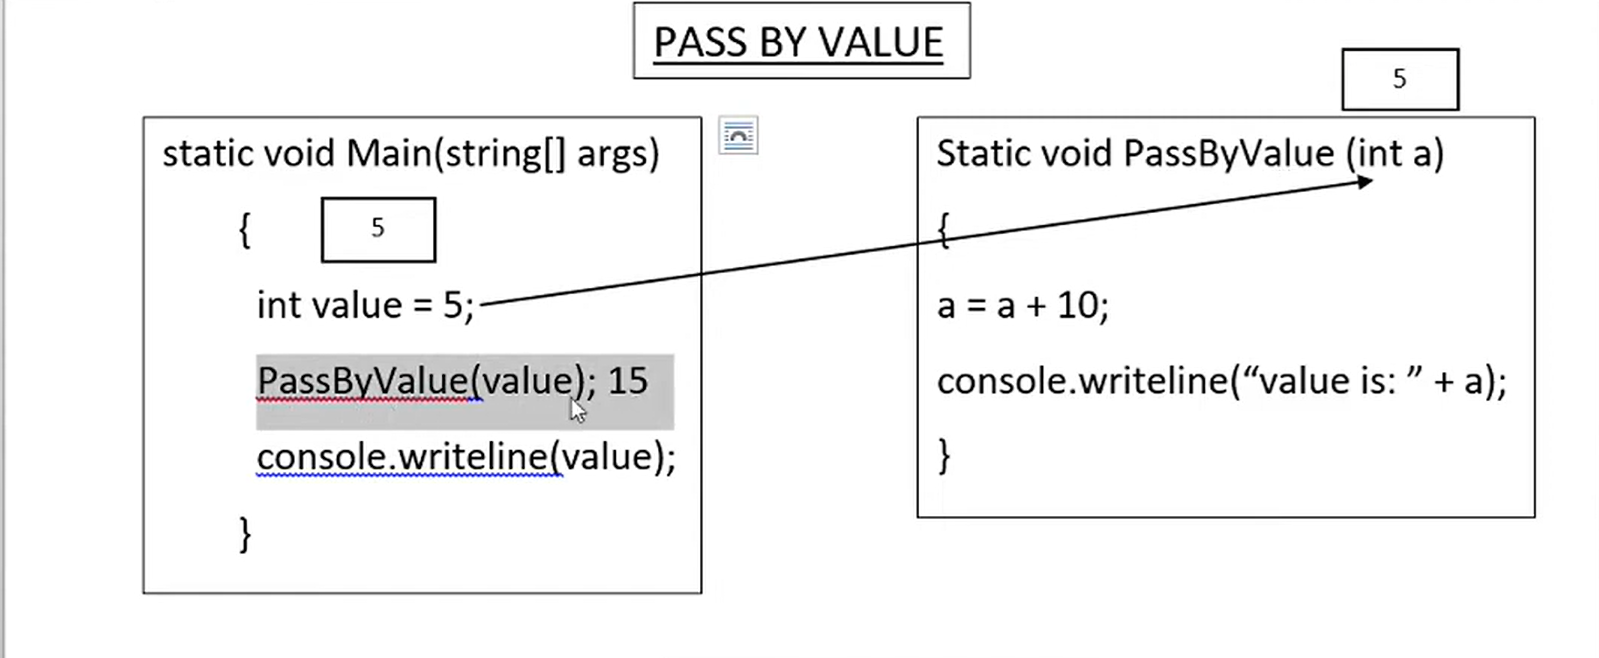 PASS BY VALUE
static void Main(string[] args)
{
5
int value = 5;
PassByValue(value); 15
console.writeline(value);
}
5
Static void PassByValue (int a)
{
a = a + 10;
console.writeline(“value is: ” + a);
}